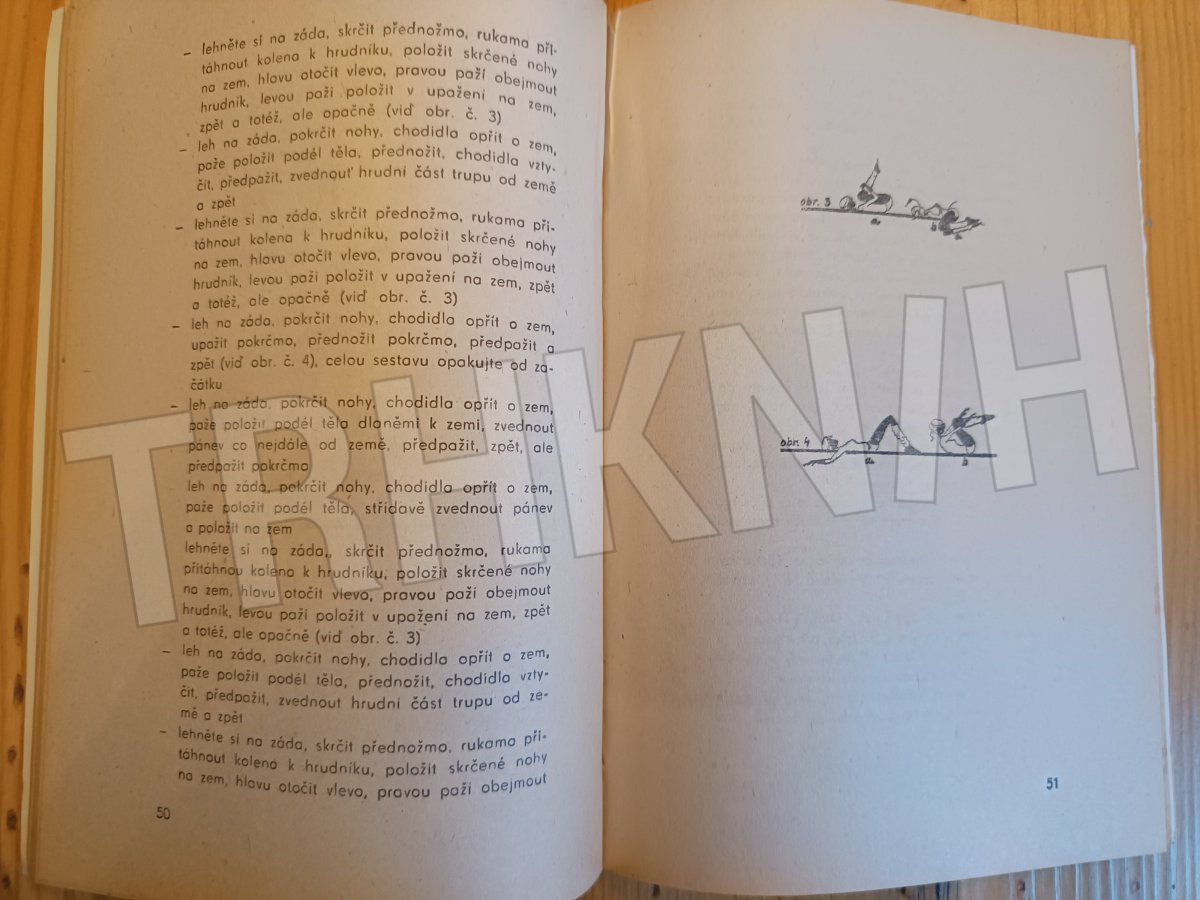 – lehněte si na záda, skrčit přednožmo, rukama při-
táhnout kolena k hrudníku, položit skrčené nohy
na zem, hlavu otočit vlevo, pravou paží obejmout
hrudník, levou paži položit v upažení na zem,
zpět a totéž, ale opačně (viď obr. č. 3)
– leh na záda, pokrčit nohy, chodidla opřít o zem,
paže položit podél těla, přednožit, chodidla vzty-
čit, předpažit, zvednouť hrudní část trupu od země
a zpět
– lehněte si na záda, skrčit přednožmo, rukama při-
táhnout kolena k hrudníku, položit skrčené nohy
na zem, hlavu otočit vlevo, pravou paží obejmout
hrudník, levou paži položit v upažení na zem, zpět
a totéž, ale opačně (viď obr. č. 3)
– leh na záda, pokrčit nohy, chodidla opřít o zem,
upažit pokrčmo, přednožit pokrčmo, předpažit a
zpět (viď obr. č. 4), celou sestavu opakujte od za-
čátku
– leh na záda, pokrčit nohy, chodidla opřít o zem,
paže položit podél těla dlaněmi k zemi, zvednout
pánev co nejdále od země, předpažit, zpět, ale
předpažit pokrčmo
leh na záda, pokrčit nohy, chodidla opřít o zem,
paže položit podél těla, střídavě zvednout pánev
a položit na zem
lehněte si na záda,, skrčit přednožmo, rukama
přitáhnou kolena k hrudníku, položit skrčené nohy
na zem, hlavu otočit vlevo, pravou paží obejmout
hrudník, levou paži položit v upažení na zem, zpět
a totéž, ale opačně (viď obr. č. 3)
– leh na záda, pokrčit nohy, chodidla opřít o zem,
paže položit podél těla, přednožit, chodidla vzty-
čit, předpažit, zvednout hrudní část trupu od ze-
mě a zpět
– lehněte si na záda, skrčit přednožmo, rukama při-
táhnout kolena k hrudníku, položit skrčené nohy
na zem, hlavu otočit vlevo, pravou paží obejmout
50
obr. 3
a
b
a
obr. 4
a
b
51
TRHKNIH